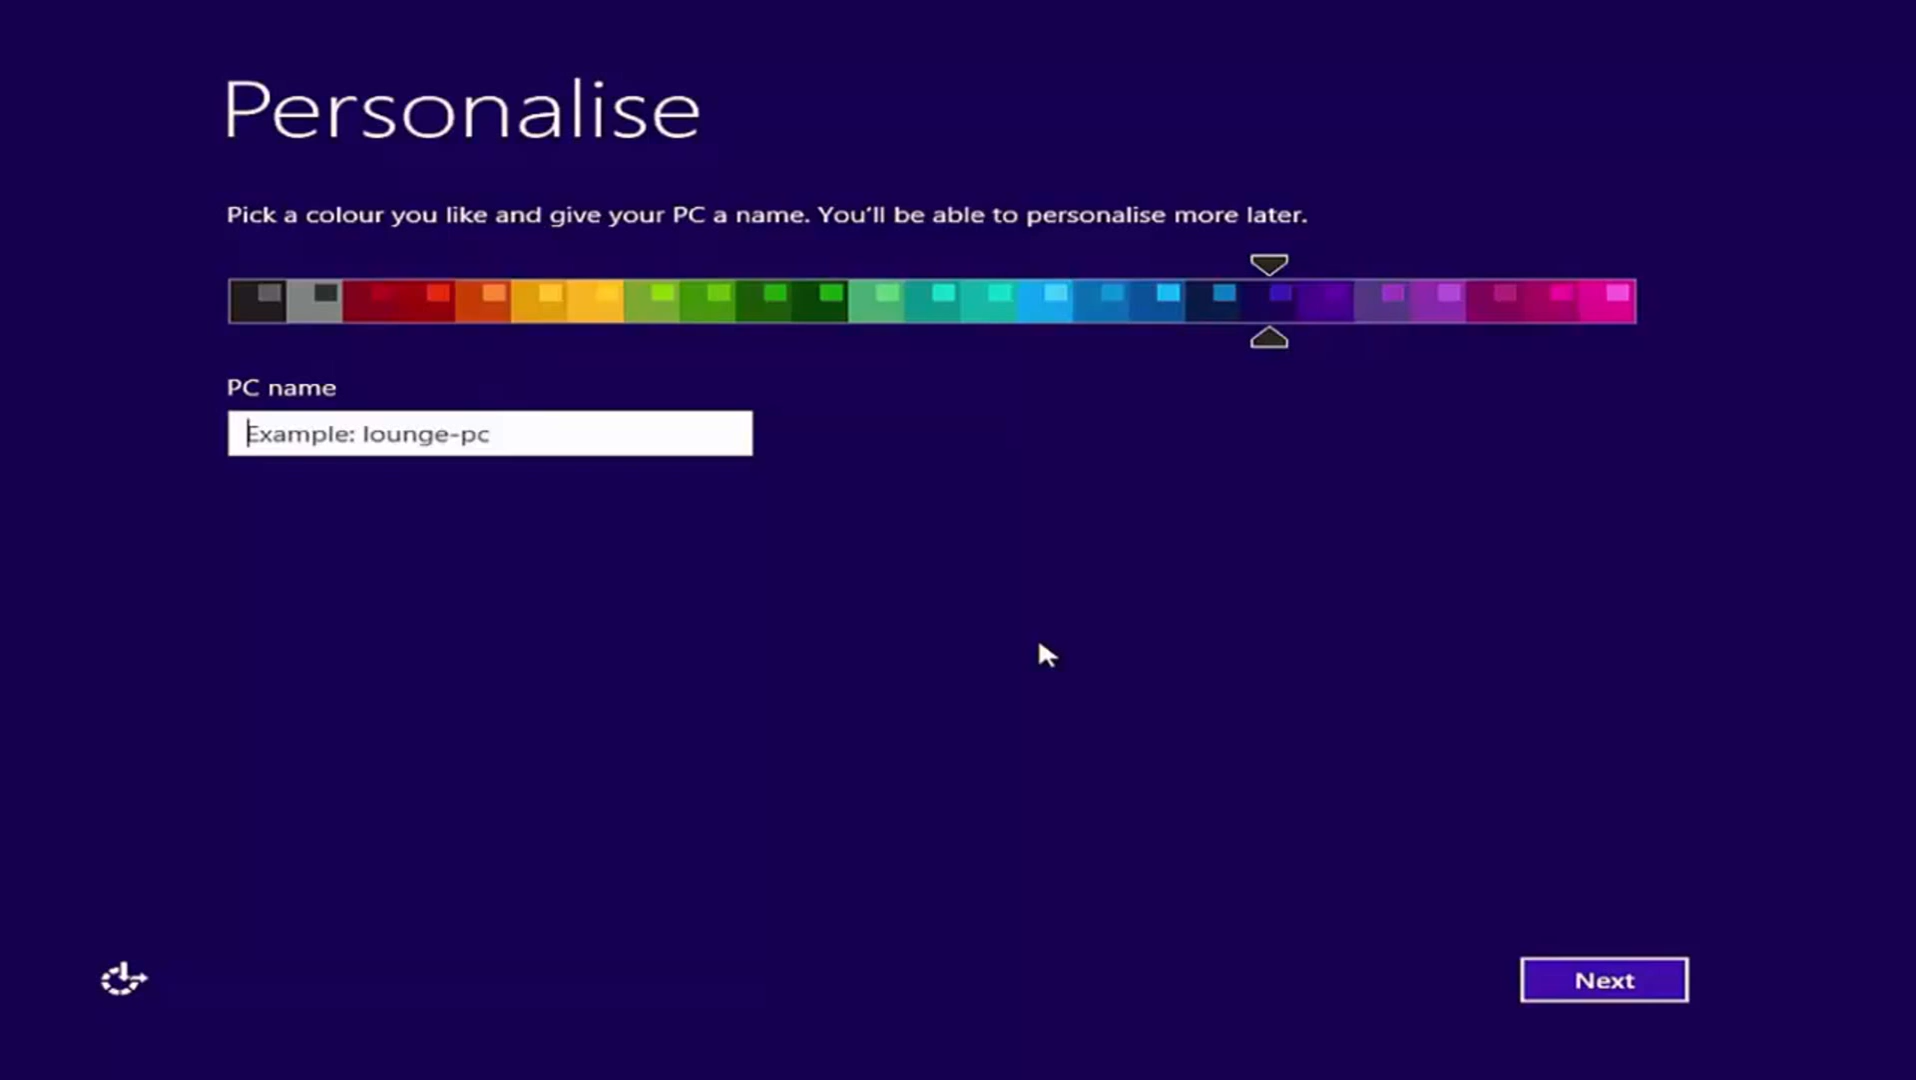 Personalise
Pick a colour you like and give your PC a name. You'll be able to personalise more later.
PC name
Example: lounge-pc
Next